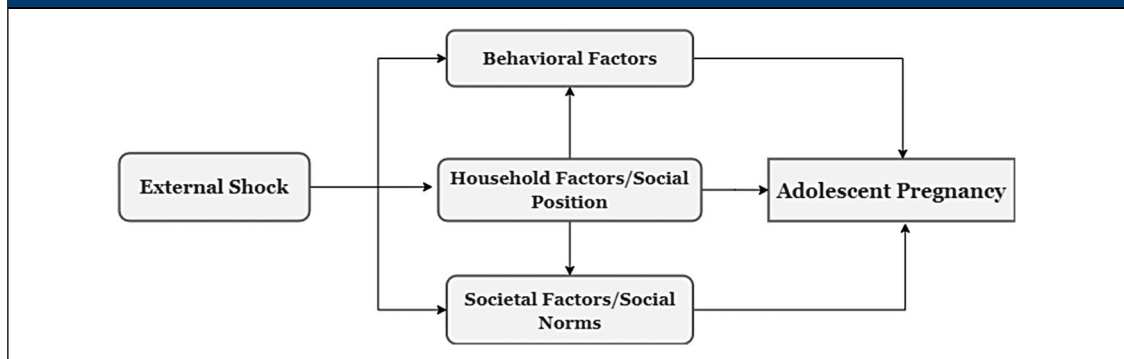 Behavioral Factors
External Shock
Household Factors/Social
Position
Adolescent Pregnancy
Societal Factors/Social
Norms